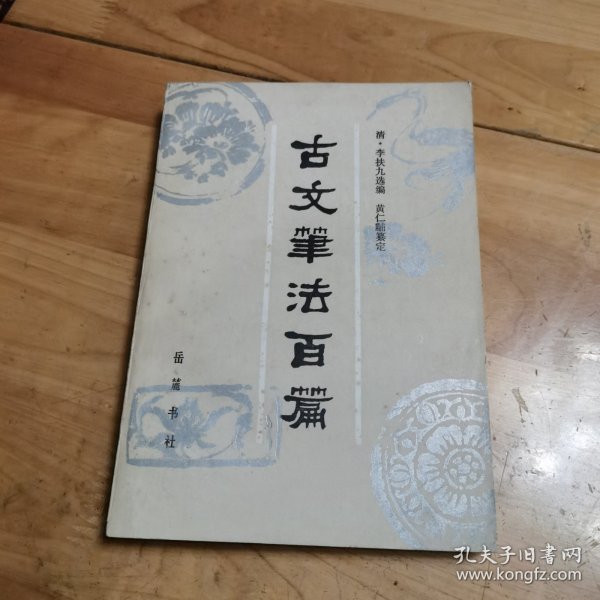 清·李扶九选编 黄仁黼纂定
古文筆法百篇
岳麓书社
孔夫子旧书网
www.kongfz.com